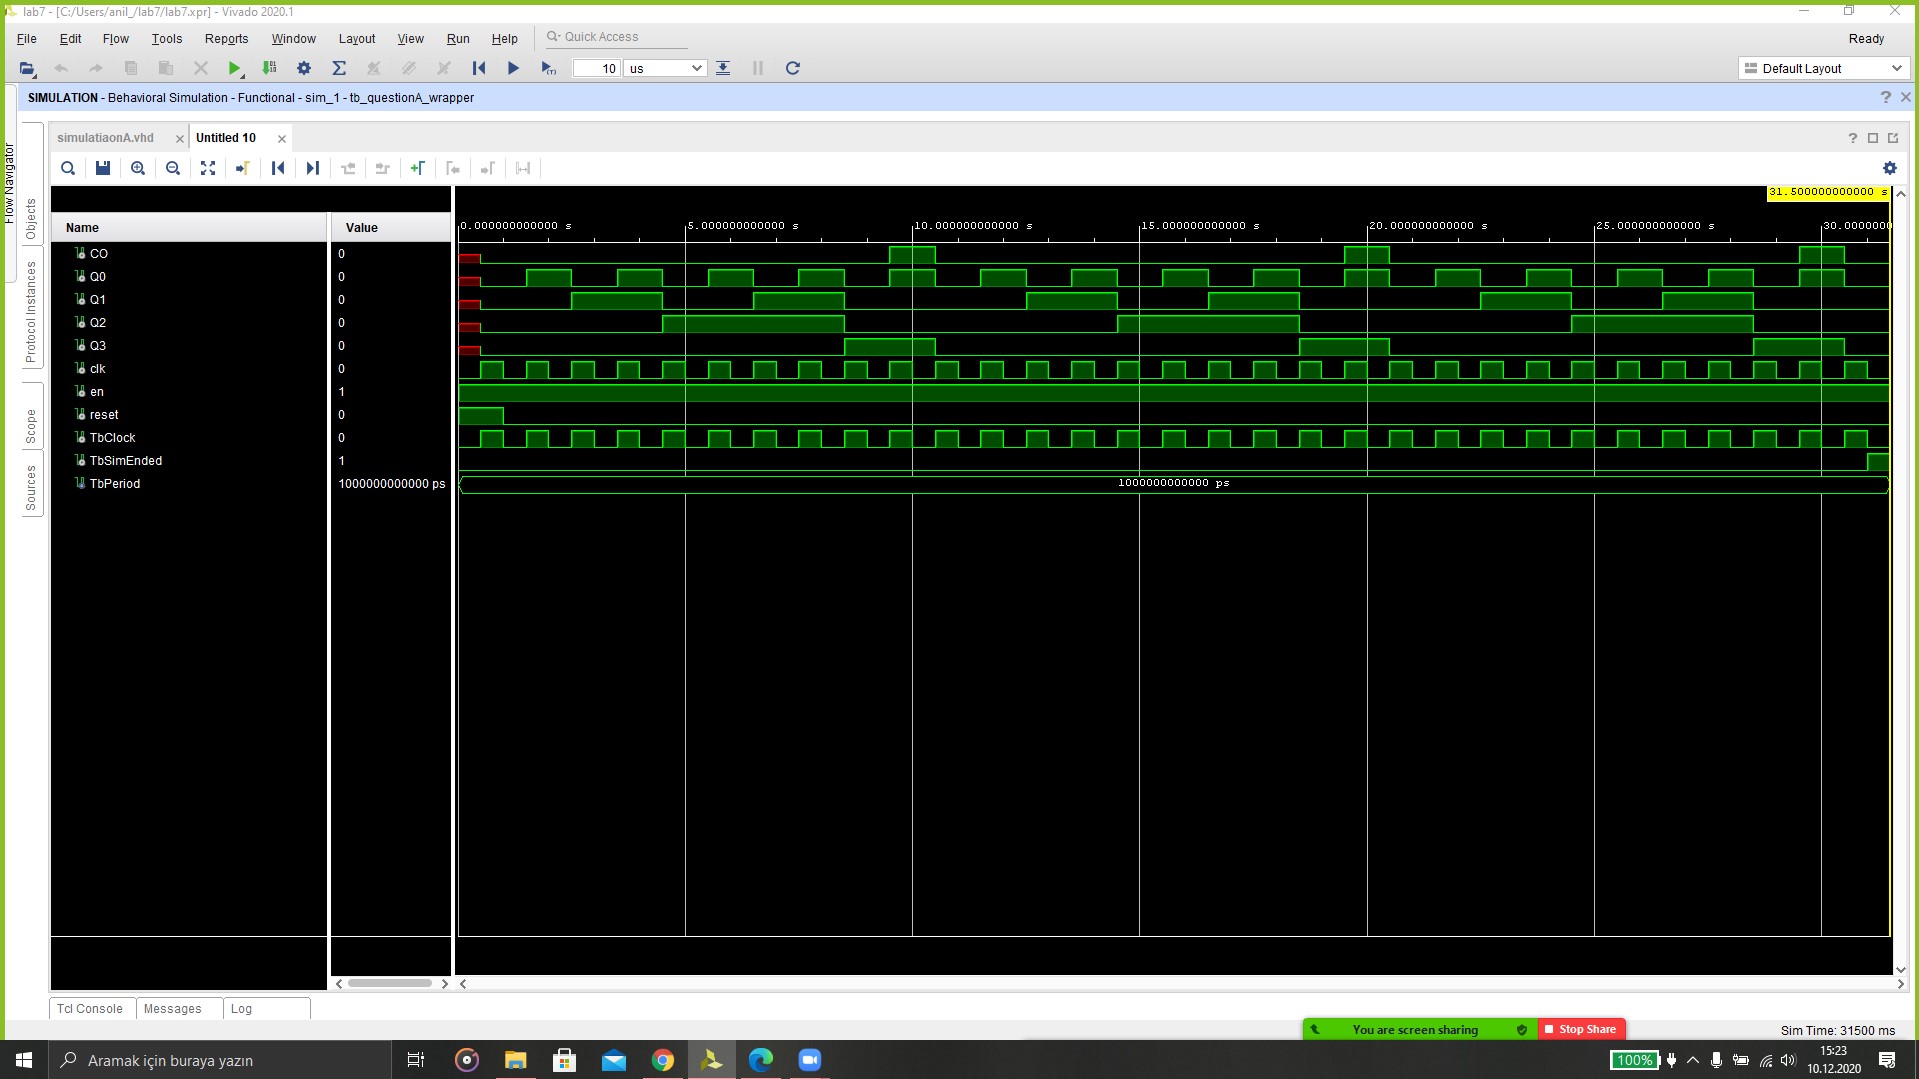 lab7 - [C:/Users/anil_/lab7/lab7.xpr] - Vivado 2020.1
File Edit Flow Tools Reports Window Layout View Run Help Quick Access
Ready
10 us
Default Layout
SIMULATION - Behavioral Simulation - Functional - sim_1 - tb_questionA_wrapper
Flow Navigator
Objects
Protocol Instances
Scope
Sources
simulatiaonA.vhd
Untitled 10
31.500000000000 s
Name Value
0.000000000000 s 5.000000000000 s 10.000000000000 s 15.000000000000 s 20.000000000000 s 25.000000000000 s 30.0000000
CO 0
Q0 0
Q1 0
Q2 0
Q3 0
clk 0
en 1
reset 0
TbClock 0
TbSimEnded 1
TbPeriod 1000000000000 ps 1000000000000 ps
Tcl Console Messages Log
You are screen sharing Stop Share
Sim Time: 31500 ms
Aramak için buraya yazın
100%
15:23
10.12.2020